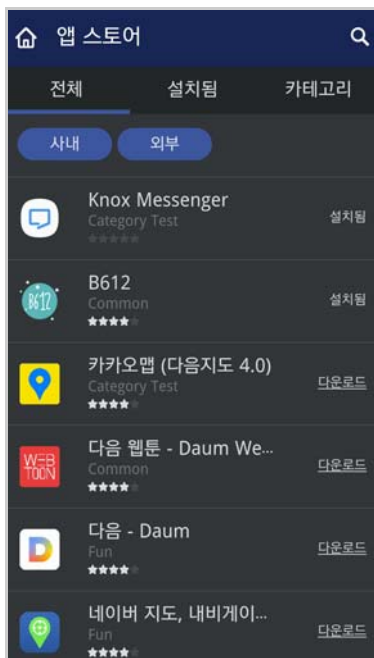 앱 스토어
전체 설치됨 카테고리
사내 외부
Knox Messenger
Category Test
설치됨
B612
B612
Common
설치됨
카카오맵 (다음지도 4.0)
Category Test
다운로드
WEB
TOON
다음 웹툰 - Daum We...
Common
다운로드
다음 - Daum
Fun
다운로드
네이버 지도, 내비게이...
Fun
다운로드